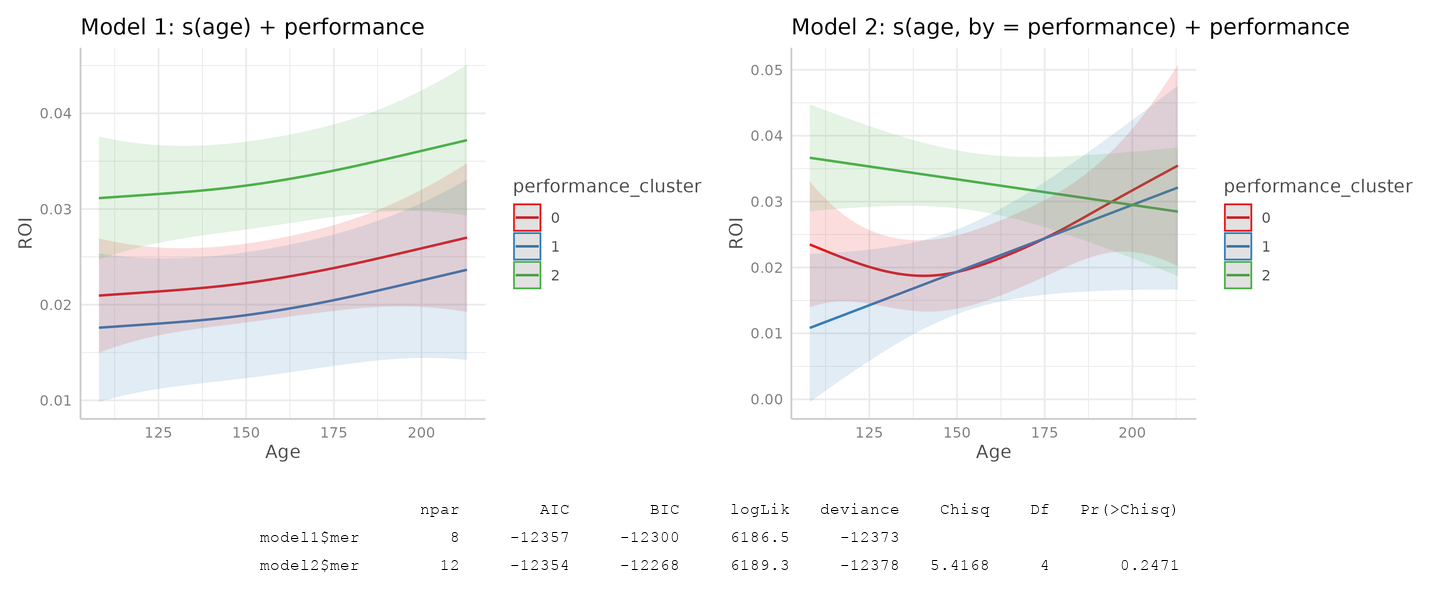 Model 1: s(age) + performance
0.04
0.03
0.02
0.01
ROI
125 150 175 200
Age
performance_cluster
0
1
2
Model 2: s(age, by = performance) + performance
0.05
0.04
0.03
0.02
0.01
0.00
ROI
125 150 175 200
Age
performance_cluster
0
1
2
npar AIC BIC logLik deviance Chisq Df Pr(>Chisq)
model1$mer 8 -12357 -12300 6186.5 -12373
model2$mer 12 -12354 -12268 6189.3 -12378 5.4168 4 0.2471